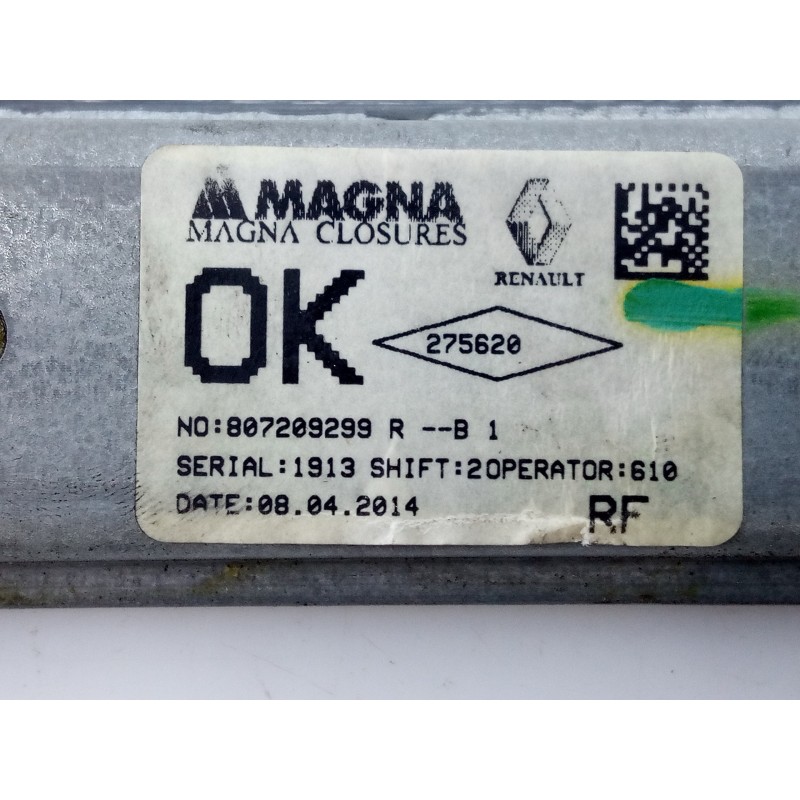 MAGNA
MAGNA CLOSURES
RENAULT
OK
275620
NO:807209299 R --B 1
SERIAL:1913 SHIFT:2OPERATOR:610
DATE:08.04.2014
RF